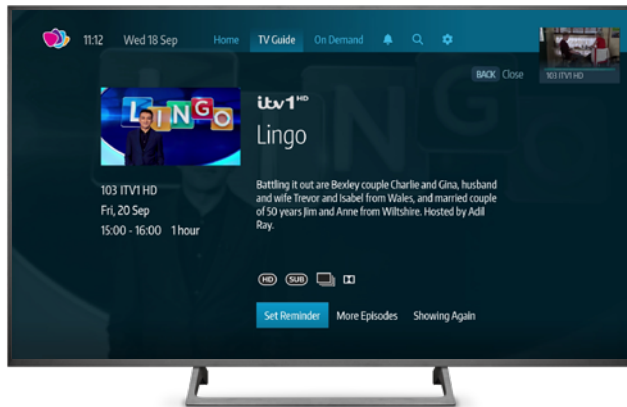 11:12 Wed 18 Sep Home TV Guide On Demand
BACK Close
103 ITV1 HD
LINGO
itv1 HD
Lingo
Battling it out are Bexley couple Charlie and Gina, husband
and wife Trevor and Isabel from Wales, and married couple
of 50 years Jim and Anne from Wiltshire. Hosted by Adil
Ray.
103 ITV1 HD
Fri, 20 Sep
15:00 - 16:00 1 hour
HD SUB
Set Reminder More Episodes Showing Again